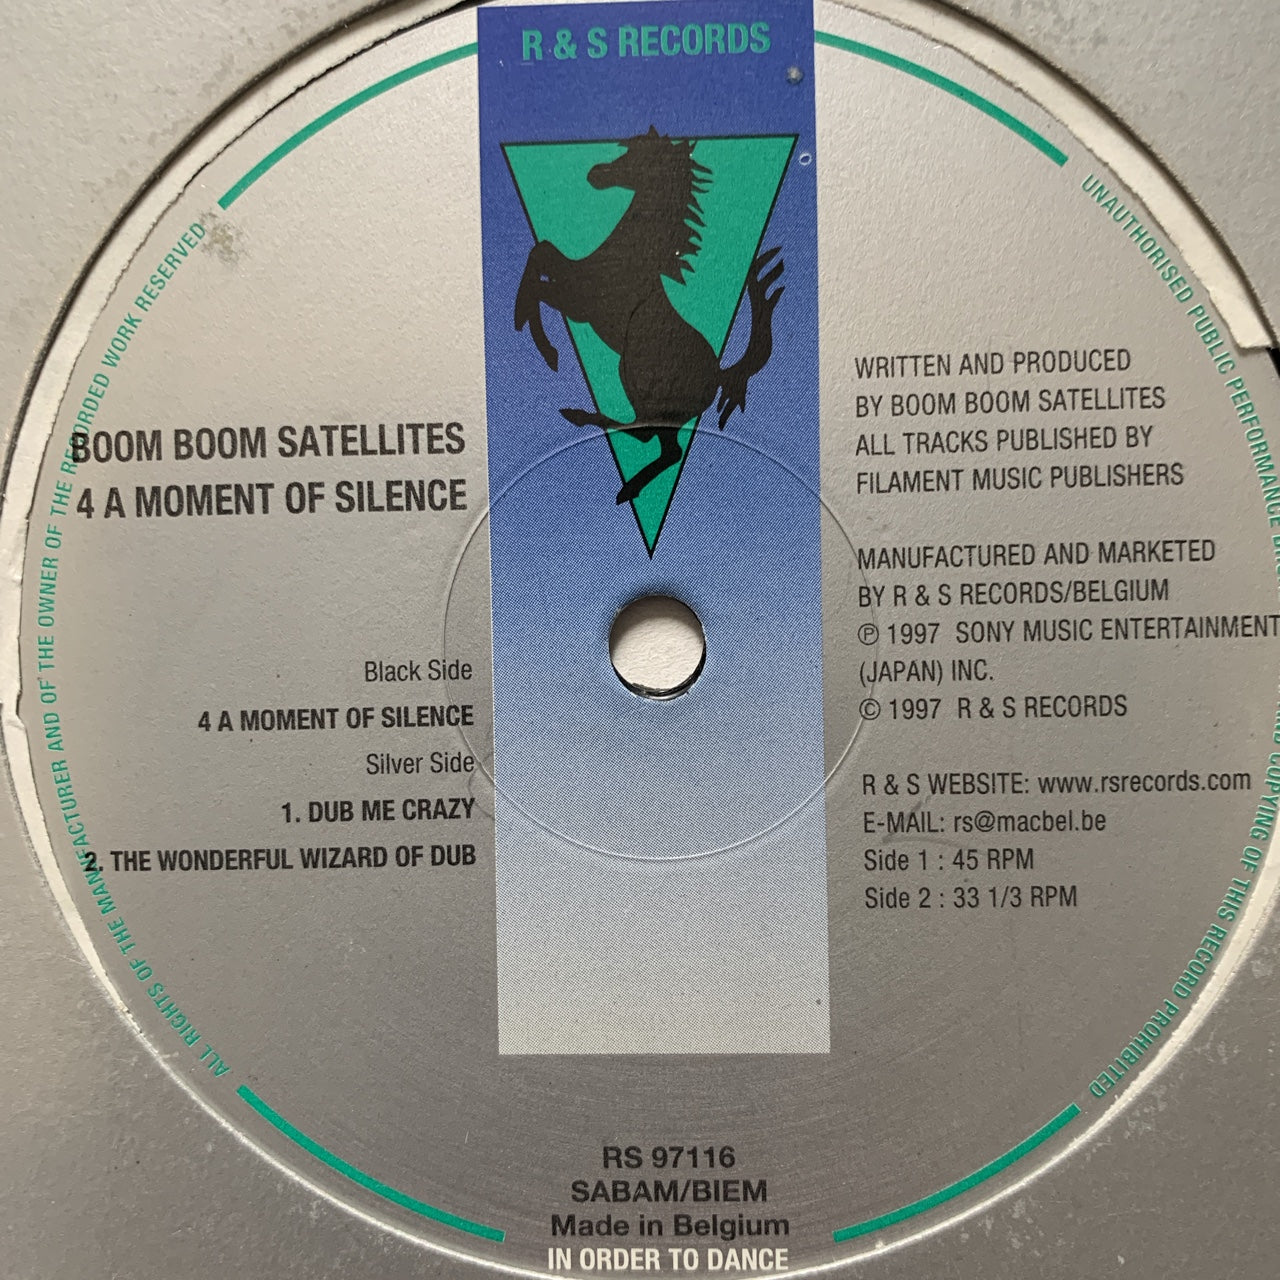 R & S RECORDS
BOOM BOOM SATELLITES
4 A MOMENT OF SILENCE
Black Side
4 A MOMENT OF SILENCE
Silver Side
1. DUB ME CRAZY
2. THE WONDERFUL WIZARD OF DUB
WRITTEN AND PRODUCED
BY BOOM BOOM SATELLITES
ALL TRACKS PUBLISHED BY
FILAMENT MUSIC PUBLISHERS
MANUFACTURED AND MARKETED
BY R & S RECORDS/BELGIUM
℗ 1997 SONY MUSIC ENTERTAINMENT
(JAPAN) INC.
© 1997 R & S RECORDS
R & S WEBSITE: www.rsrecords.com
E-MAIL: rs@macbel.be
Side 1 : 45 RPM
Side 2 : 33 1/3 RPM
RS 97116
SABAM/BIEM
Made in Belgium
IN ORDER TO DANCE
ALL RIGHTS OF THE MANUFACTURER AND OF THE OWNER OF THE RECORDED WORK RESERVED
UNAUTHORISED PUBLIC PERFORMANCE COPYING OF THIS RECORD PROHIBITED